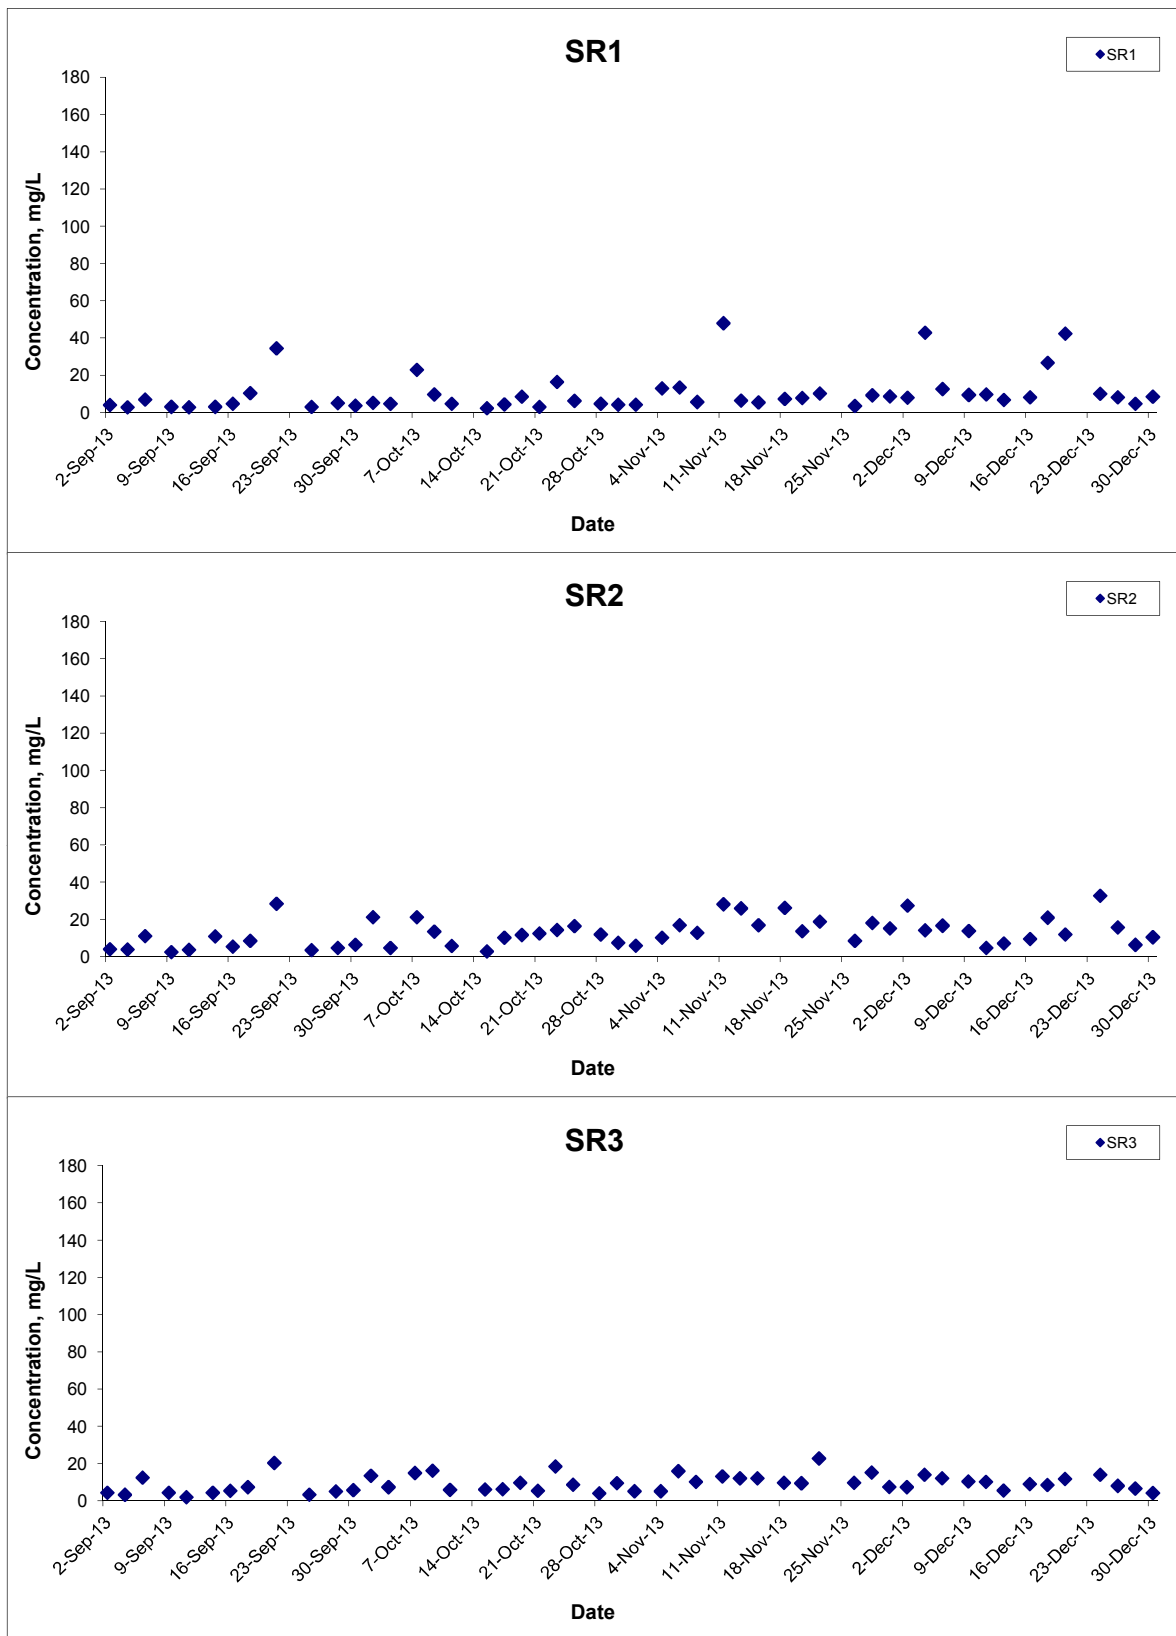 SR1
SR1
180
160
140
120
100
80
60
40
20
0
Concentration, mg/L
2-Sep-13
9-Sep-13
16-Sep-13
23-Sep-13
30-Sep-13
7-Oct-13
14-Oct-13
21-Oct-13
28-Oct-13
4-Nov-13
11-Nov-13
18-Nov-13
25-Nov-13
2-Dec-13
9-Dec-13
16-Dec-13
23-Dec-13
30-Dec-13
Date
SR2
SR2
180
160
140
120
100
80
60
40
20
0
Concentration, mg/L
2-Sep-13
9-Sep-13
16-Sep-13
23-Sep-13
30-Sep-13
7-Oct-13
14-Oct-13
21-Oct-13
28-Oct-13
4-Nov-13
11-Nov-13
18-Nov-13
25-Nov-13
2-Dec-13
9-Dec-13
16-Dec-13
23-Dec-13
30-Dec-13
Date
SR3
SR3
180
160
140
120
100
80
60
40
20
0
Concentration, mg/L
2-Sep-13
9-Sep-13
16-Sep-13
23-Sep-13
30-Sep-13
7-Oct-13
14-Oct-13
21-Oct-13
28-Oct-13
4-Nov-13
11-Nov-13
18-Nov-13
25-Nov-13
2-Dec-13
9-Dec-13
16-Dec-13
23-Dec-13
30-Dec-13
Date